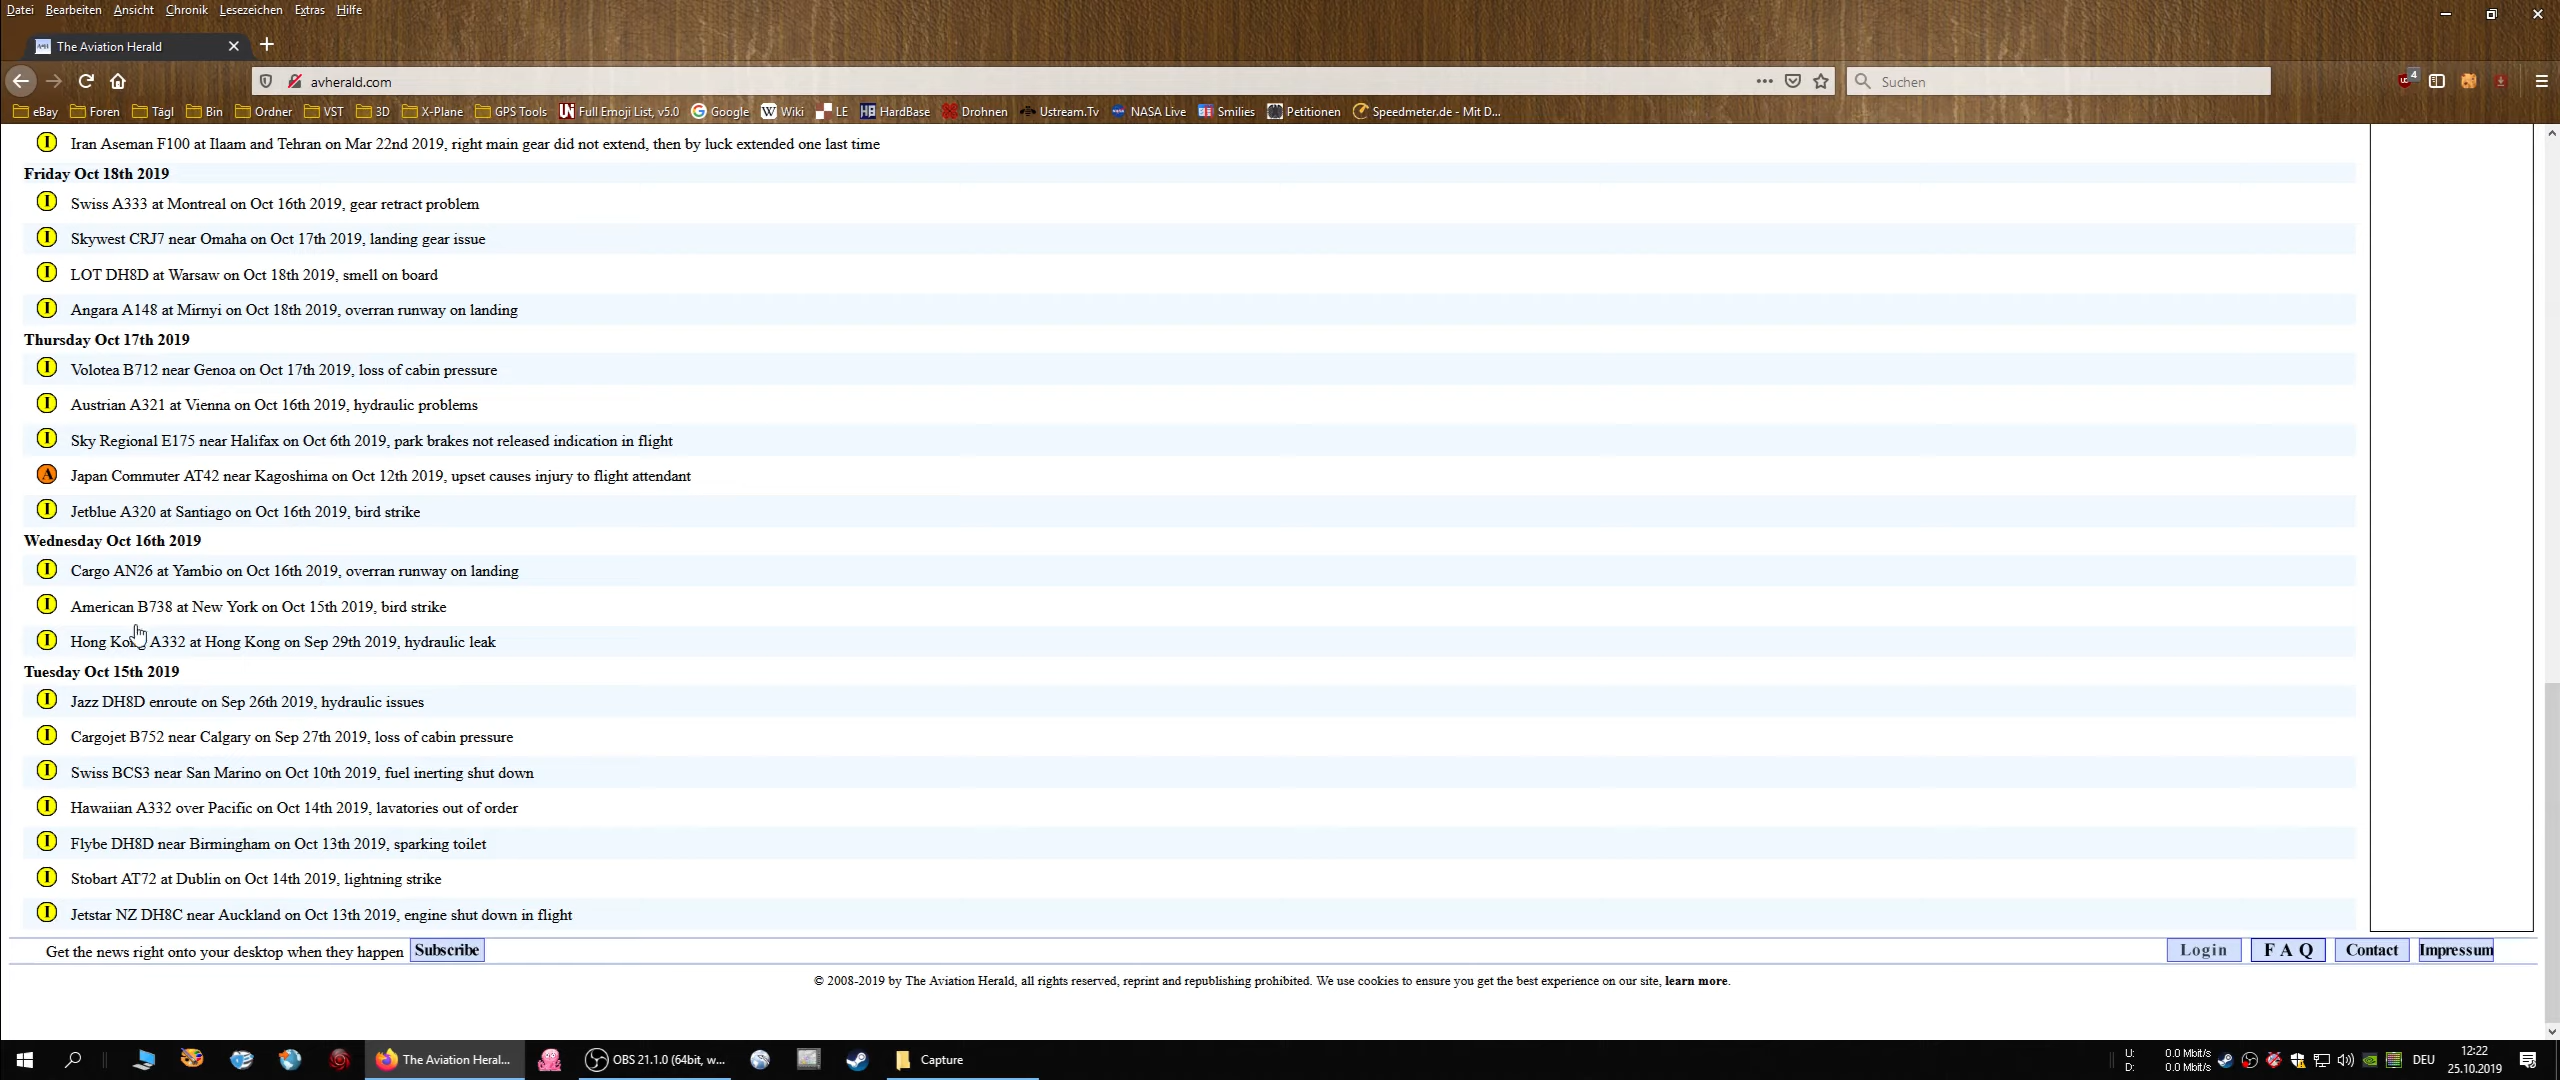 Datei Bearbeiten Ansicht Chronik Lesezeichen Extras Hilfe
The Aviation Herald
avherald.com
Suchen
4
eBay Foren Tägl Bin Ordner VST 3D X-Plane GPS Tools Full Emoji List, v5.0 Google Wiki LE HardBase Drohnen Ustream.Tv NASA Live Smilies Petitionen Speedmeter.de - Mit D...
I Iran Aseman F100 at Ilaam and Tehran on Mar 22nd 2019, right main gear did not extend, then by luck extended one last time
Friday Oct 18th 2019
I Swiss A333 at Montreal on Oct 16th 2019, gear retract problem
I Skywest CRJ7 near Omaha on Oct 17th 2019, landing gear issue
I LOT DH8D at Warsaw on Oct 18th 2019, smell on board
I Angara A148 at Mirnyi on Oct 18th 2019, overran runway on landing
Thursday Oct 17th 2019
I Volotea B712 near Genoa on Oct 17th 2019, loss of cabin pressure
I Austrian A321 at Vienna on Oct 16th 2019, hydraulic problems
I Sky Regional E175 near Halifax on Oct 6th 2019, park brakes not released indication in flight
A Japan Commuter AT42 near Kagoshima on Oct 12th 2019, upset causes injury to flight attendant
I Jetblue A320 at Santiago on Oct 16th 2019, bird strike
Wednesday Oct 16th 2019
I Cargo AN26 at Yambio on Oct 16th 2019, overran runway on landing
I American B738 at New York on Oct 15th 2019, bird strike
I Hong Kong A332 at Hong Kong on Sep 29th 2019, hydraulic leak
Tuesday Oct 15th 2019
I Jazz DH8D enroute on Sep 26th 2019, hydraulic issues
I Cargojet B752 near Calgary on Sep 27th 2019, loss of cabin pressure
I Swiss BCS3 near San Marino on Oct 10th 2019, fuel inerting shut down
I Hawaiian A332 over Pacific on Oct 14th 2019, lavatories out of order
I Flybe DH8D near Birmingham on Oct 13th 2019, sparking toilet
I Stobart AT72 at Dublin on Oct 14th 2019, lightning strike
I Jetstar NZ DH8C near Auckland on Oct 13th 2019, engine shut down in flight
Get the news right onto your desktop when they happen Subscribe Login F A Q Contact Impressum
© 2008-2019 by The Aviation Herald, all rights reserved, reprint and republishing prohibited. We use cookies to ensure you get the best experience on our site, learn more.
The Aviation Heral... OBS 21.1.0 (64bit, w... Capture
U: 0.0 Mbit/s
D: 0.0 Mbit/s
DEU
12:22
25.10.2019